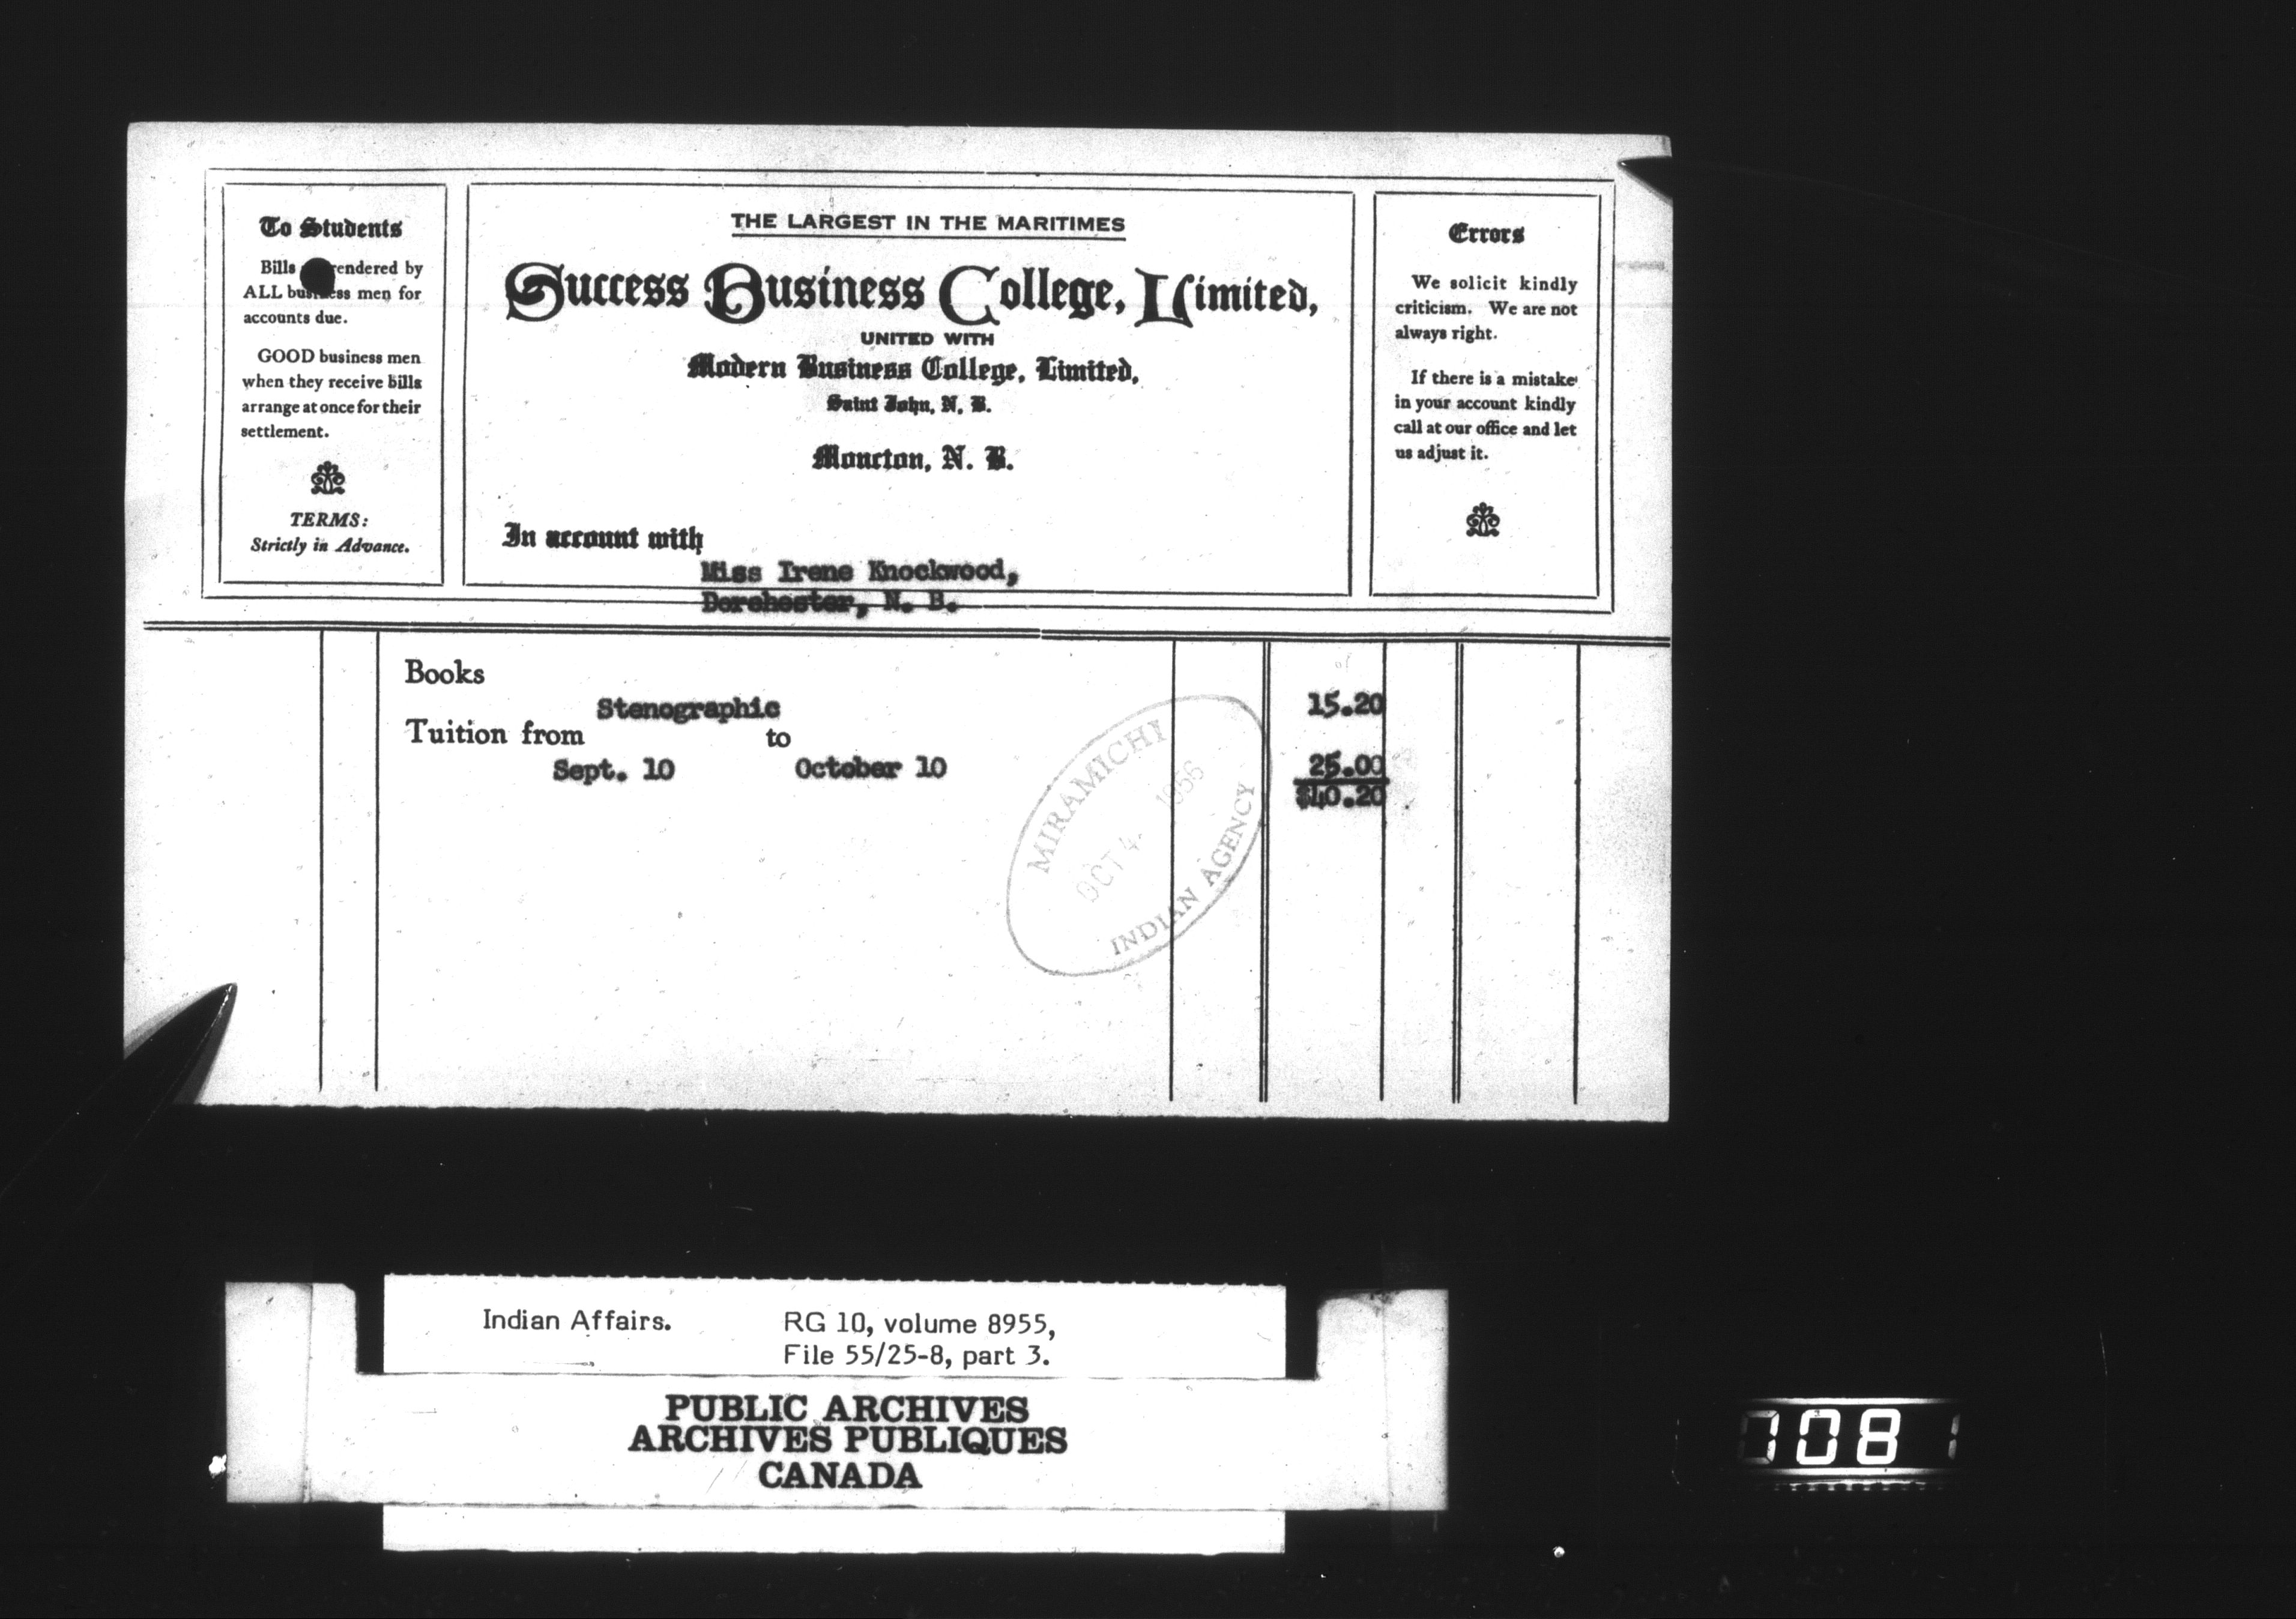 To Students
Bills rendered by
ALL business men for
accounts due.
GOOD business men
when they receive bills
arrange at once for their
settlement.
TERMS:
Strictly in Advance.
THE LARGEST IN THE MARITIMES
Success Business College, Limited,
UNITED WITH
Modern Business College, Limited,
Saint John, N. B.
Moncton, N. B.
In account with
Miss Irene Knockwood,
Dorchester, N. B.
Errors
We solicit kindly
criticism. We are not
always right.
If there is a mistake
in your account kindly
call at our office and let
us adjust it.
Books
Stenographic 15.20
Tuition from to
Sept. 10 October 10 25.00
$40.20
MIRAMICHI
OCT 4 - 1956
INDIAN AGENCY
Indian Affairs. RG 10, volume 8955,
File 55/25-8, part 3.
PUBLIC ARCHIVES
ARCHIVES PUBLIQUES
CANADA